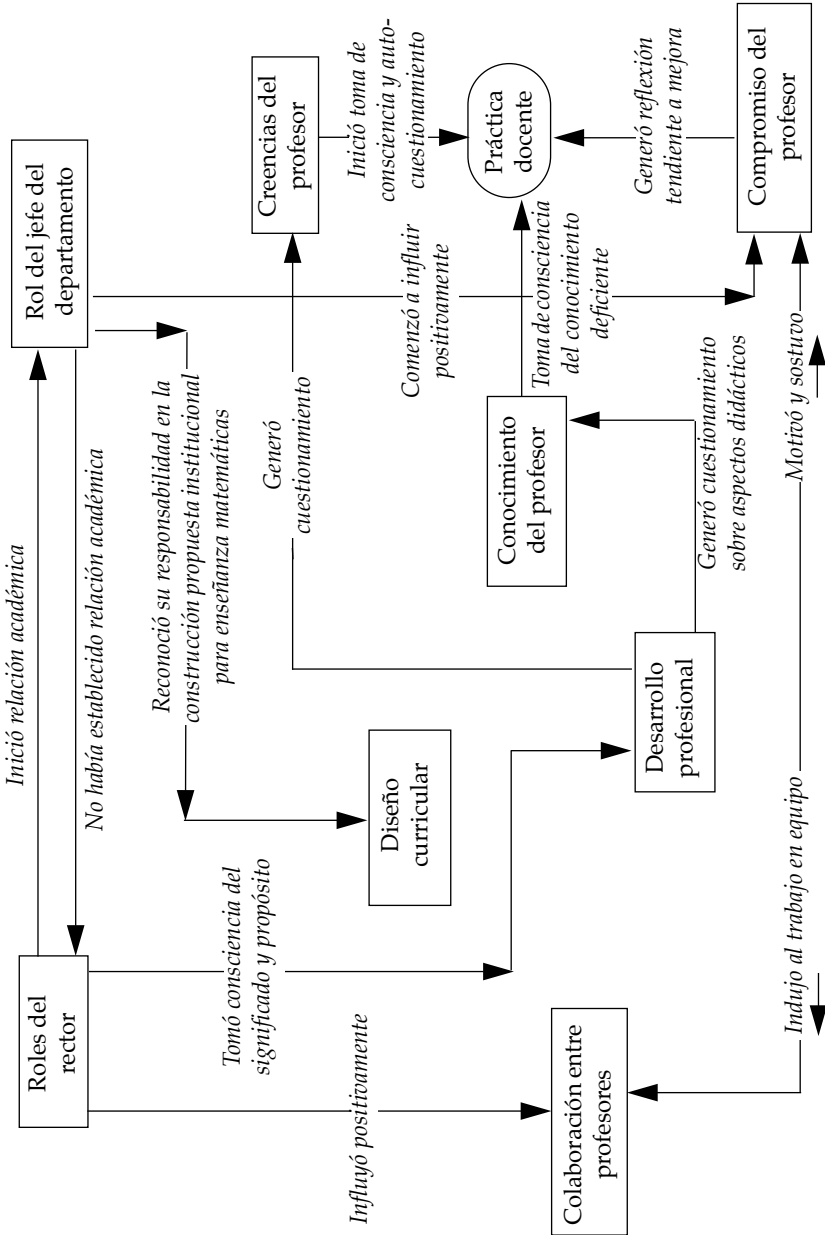 Roles del
rector
Inició relación académica
No había establecido relación académica
Rol del jefe del
departamento
Tomó consciencia del
significado y propósito
Reconoció su responsabilidad en la
construcción propuesta institucional
para enseñanza matemáticas
Influyó positivamente
Diseño
curricular
Generó
cuestionamiento
Creencias del
profesor
Inició toma de
consciencia y auto-
cuestionamiento
Comenzó a influir
positivamente
Práctica
docente
Toma de consciencia
del conocimiento
deficiente
Conocimiento
del profesor
Generó reflexión
tendiente a mejora
Colaboración entre
profesores
Desarrollo
profesional
Generó cuestionamiento
sobre aspectos didácticos
Compromiso del
profesor
Indujo al trabajo en equipo
Motivó y sostuvo